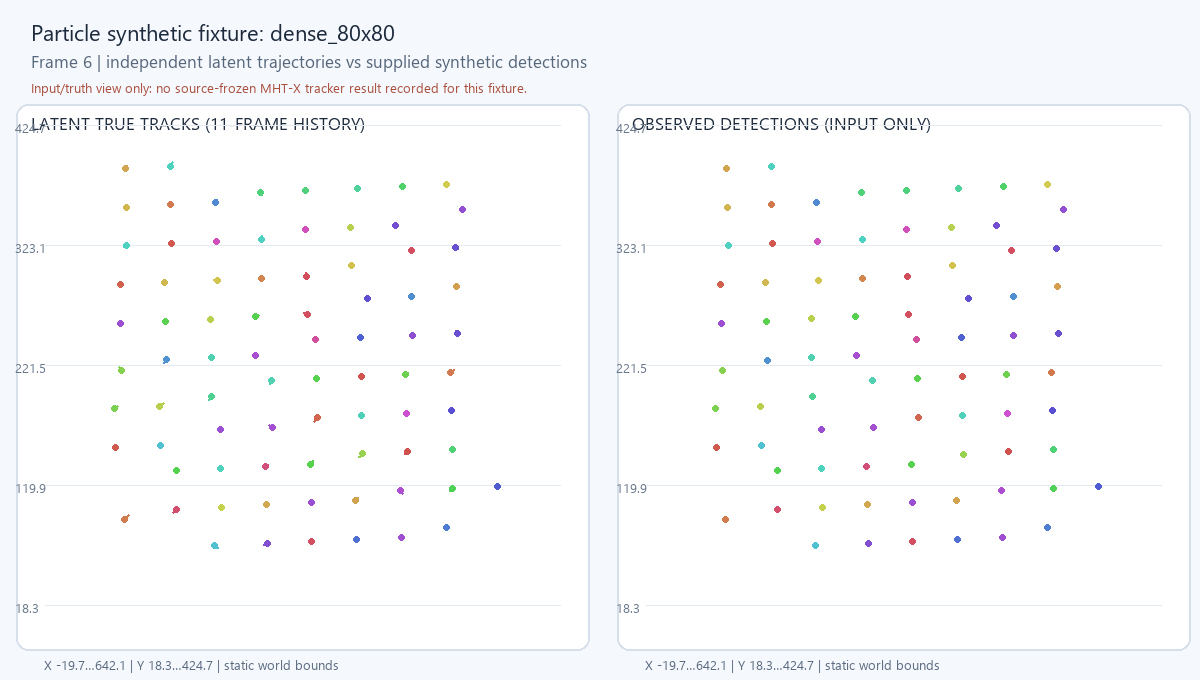 Particle synthetic fixture: dense_80x80
Frame 6 | independent latent trajectories vs supplied synthetic detections
Input/truth view only: no source-frozen MHT-X tracker result recorded for this fixture.
LATENT TRUE TRACKS (11-FRAME HISTORY)
424.7
323.1
221.5
119.9
18.3
X -19.7...642.1 | Y 18.3...424.7 | static world bounds
OBSERVED DETECTIONS (INPUT ONLY)
424.7
323.1
221.5
119.9
18.3
X -19.7...642.1 | Y 18.3...424.7 | static world bounds